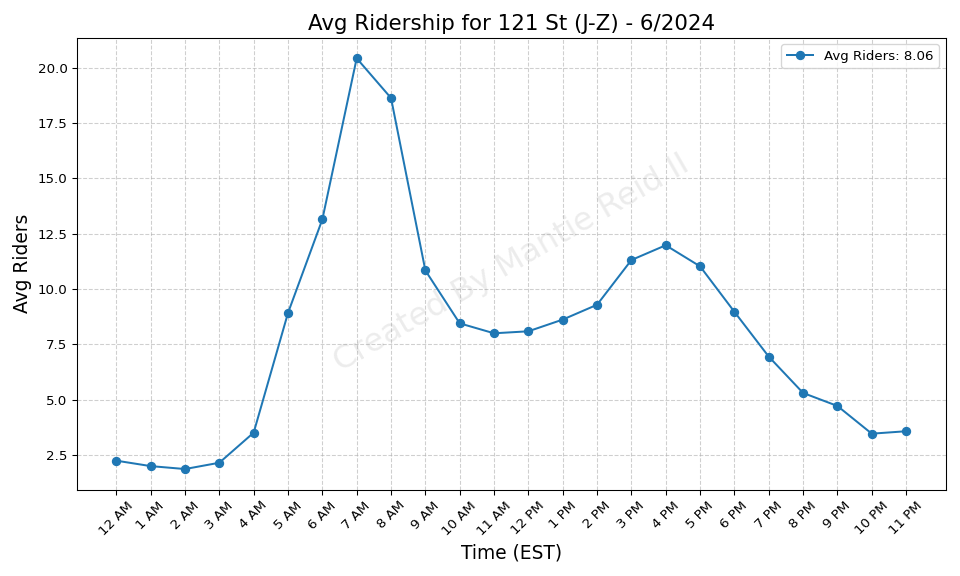 Avg Ridership for 121 St (J-Z) - 6/2024
Avg Riders: 8.06
20.0
17.5
15.0
12.5
10.0
7.5
5.0
2.5
Avg Riders
Created By Mantie Reid II
12 AM
1 AM
2 AM
3 AM
4 AM
5 AM
6 AM
7 AM
8 AM
9 AM
10 AM
11 AM
12 PM
1 PM
2 PM
3 PM
4 PM
5 PM
6 PM
7 PM
8 PM
9 PM
10 PM
11 PM
Time (EST)